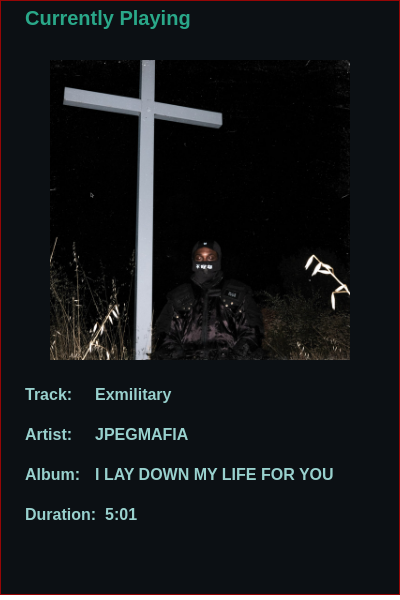 Currently Playing
Track: Exmilitary
Artist: JPEGMAFIA
Album: I LAY DOWN MY LIFE FOR YOU
Duration: 5:01